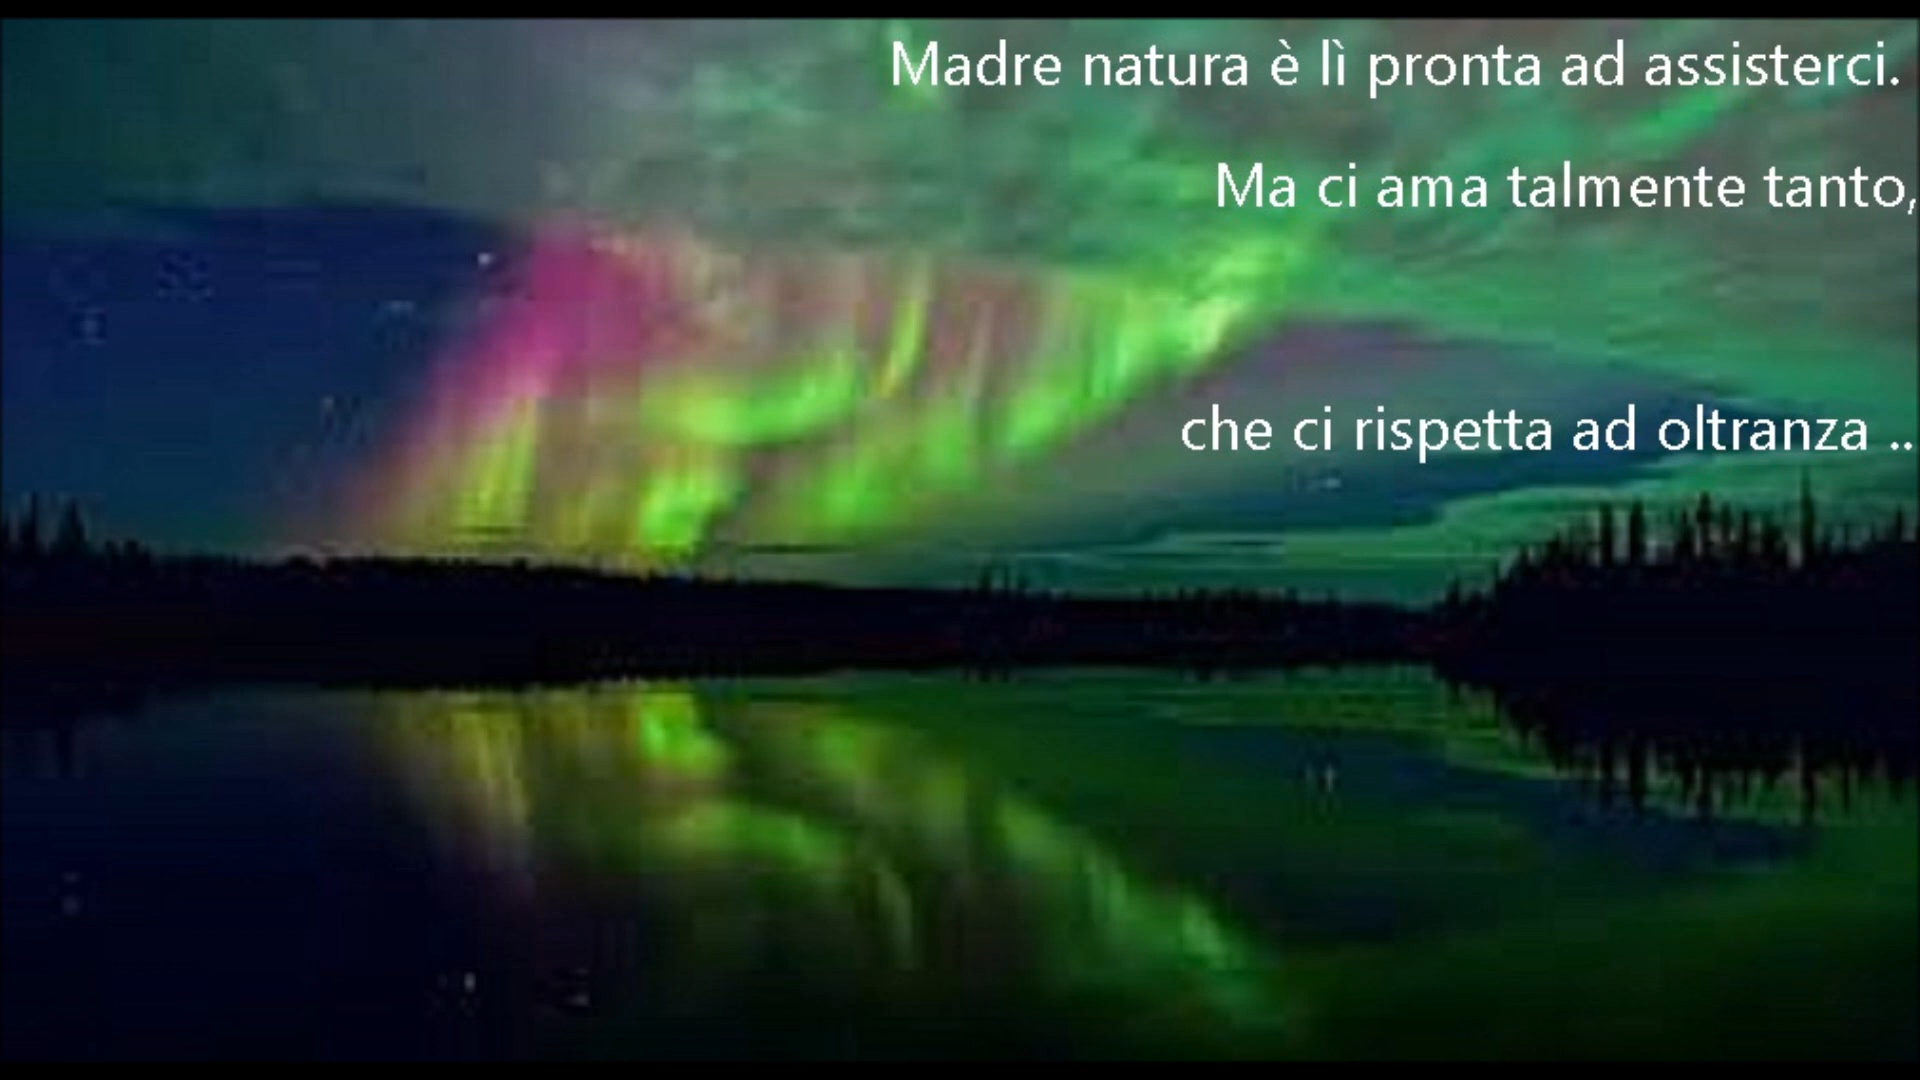 Madre natura è lì pronta ad assisterci.
Ma ci ama talmente tanto,
che ci rispetta ad oltranza ..